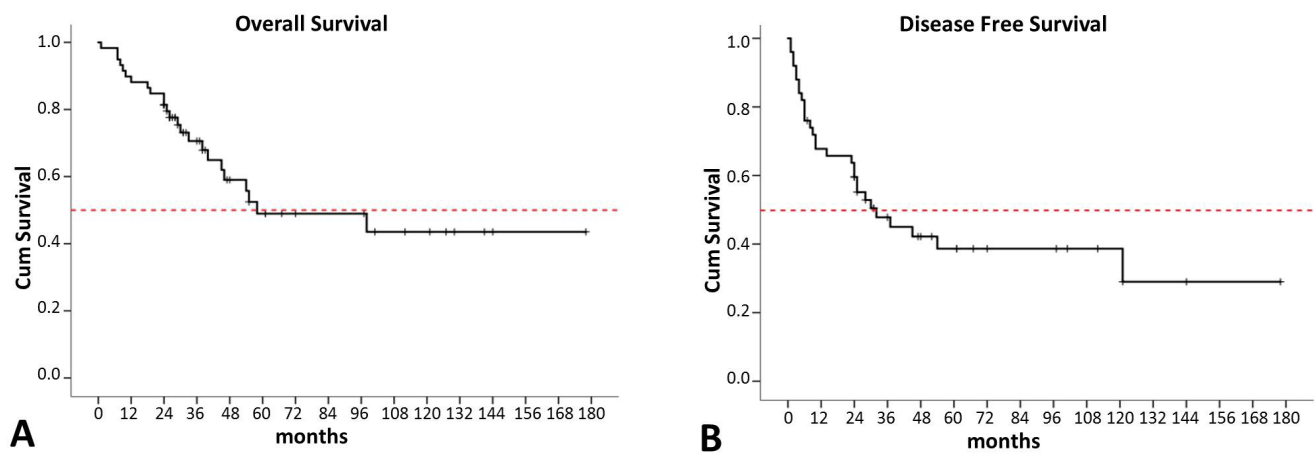 Overall Survival
1.0
0.8
0.6
0.4
0.2
0.0
Cum Survival
0 12 24 36 48 60 72 84 96 108 120 132 144 156 168 180
months
A
Disease Free Survival
1.0
0.8
0.6
0.4
0.2
0.0
Cum Survival
0 12 24 36 48 60 72 84 96 108 120 132 144 156 168 180
months
B